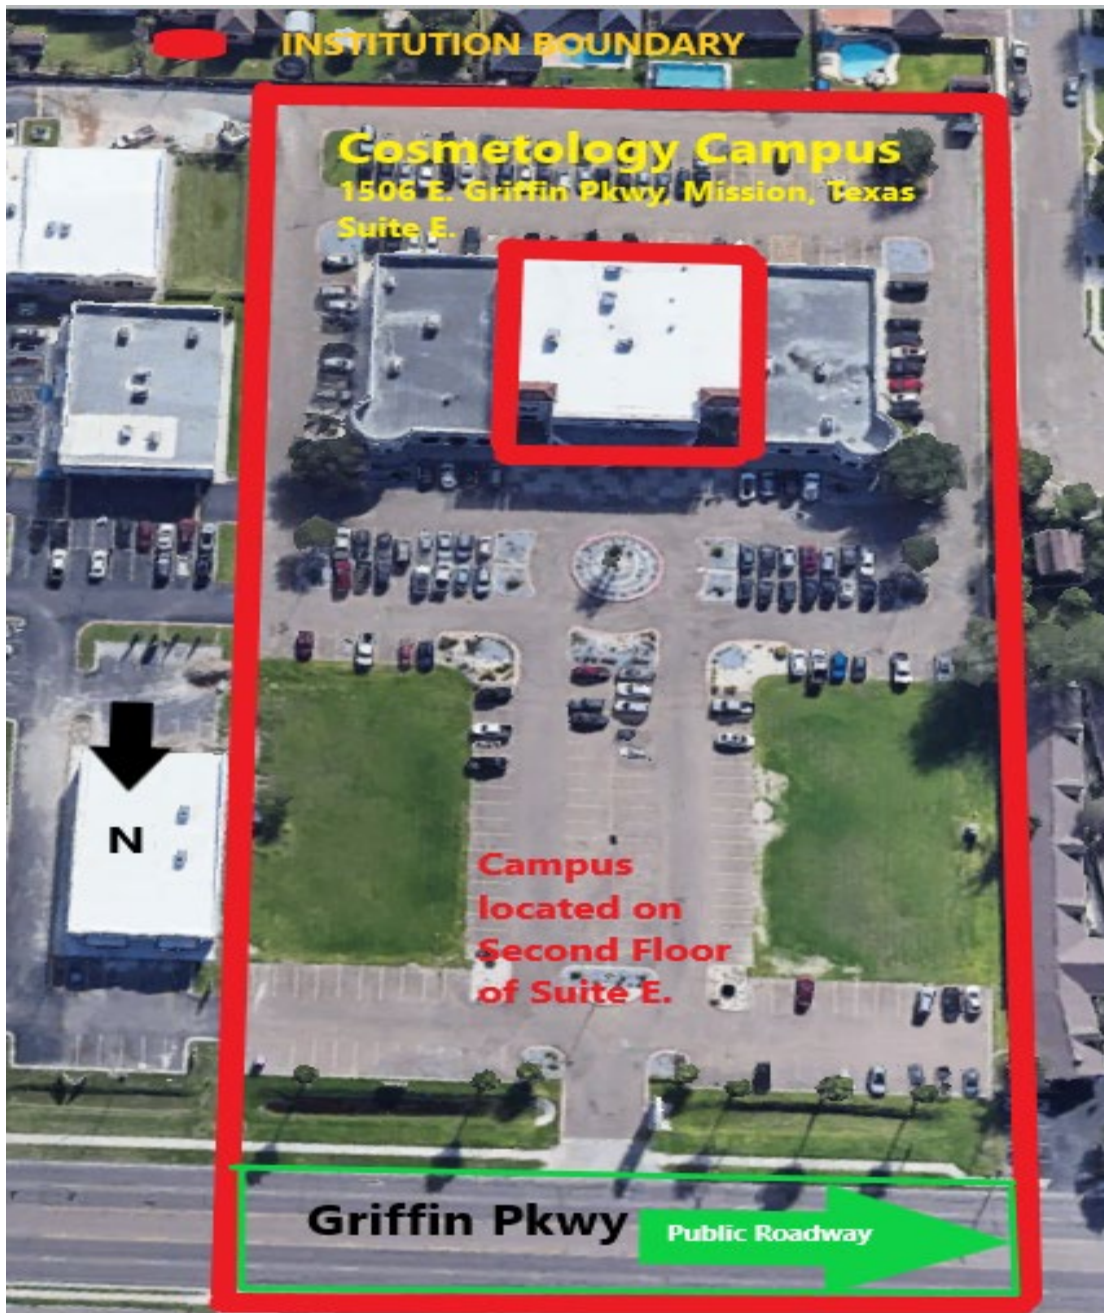 INSTITUTION BOUNDARY
Cosmetology Campus
1506 E. Griffin Pkwy, Mission, Texas
Suite E.
N
Campus
located on
Second Floor
of Suite E.
Griffin Pkwy
Public Roadway